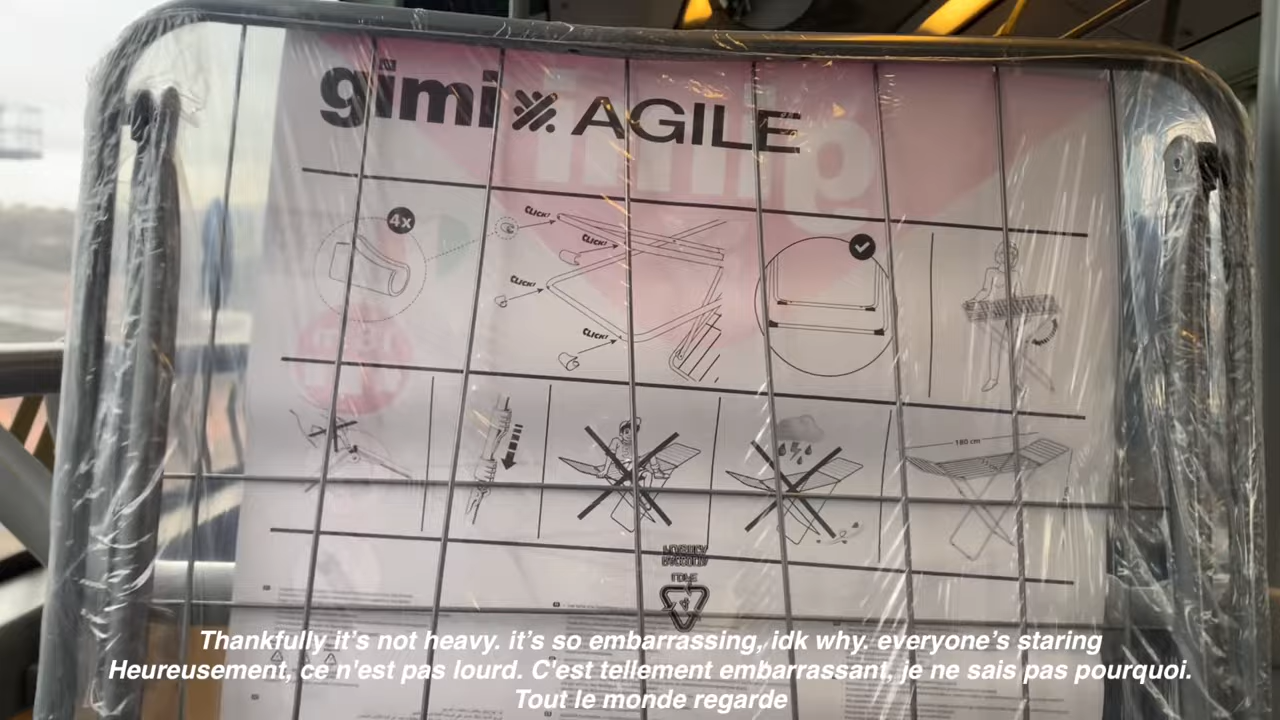 gimi AGILE
4x
CLICK!
CLICK!
CLICK!
CLICK!
180 cm
Thankfully it’s not heavy. it’s so embarrassing, idk why. everyone’s staring
Heureusement, ce n'est pas lourd. C'est tellement embarrassant, je ne sais pas pourquoi.
Tout le monde regarde